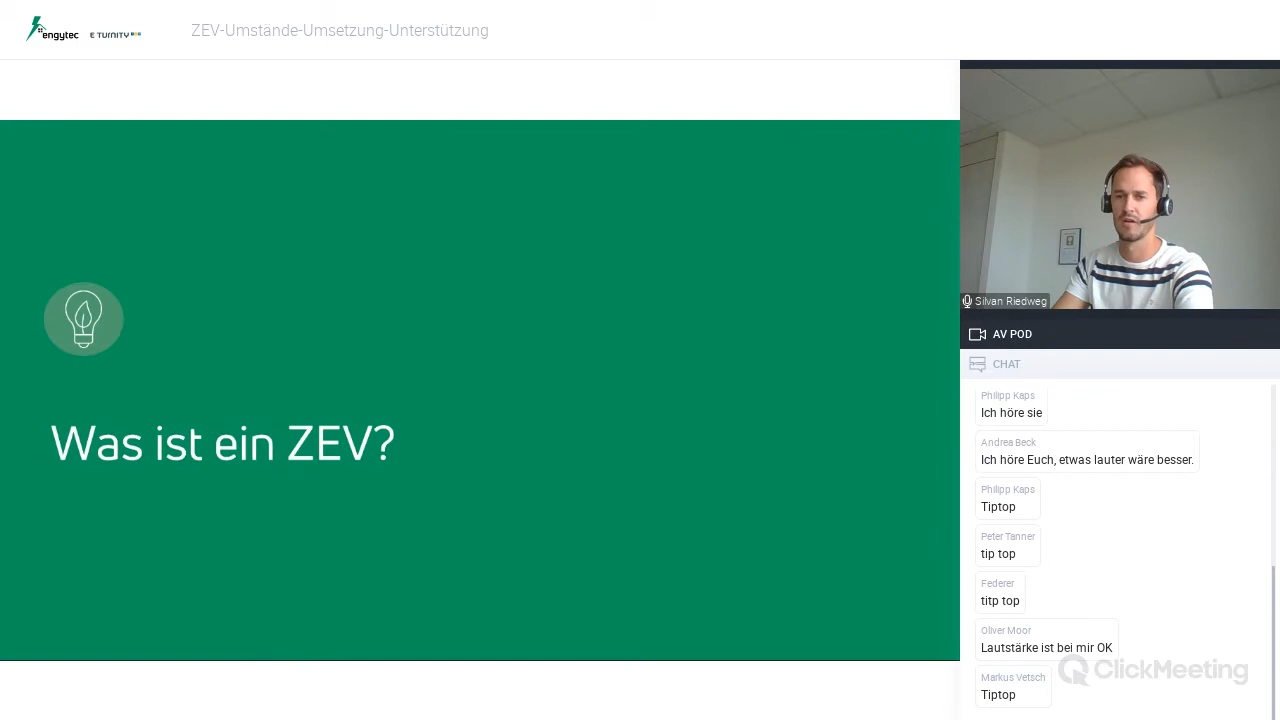 engytec
E TURNITY
ZEV-Umstände-Umsetzung-Unterstützung
Was ist ein ZEV?
Silvan Riedweg
AV POD
CHAT
Philipp Kaps
Ich höre sie
Andrea Beck
Ich höre Euch, etwas lauter wäre besser.
Philipp Kaps
Tiptop
Peter Tanner
tip top
Federer
titp top
Oliver Moor
Lautstärke ist bei mir OK
Markus Vetsch
Tiptop
ClickMeeting